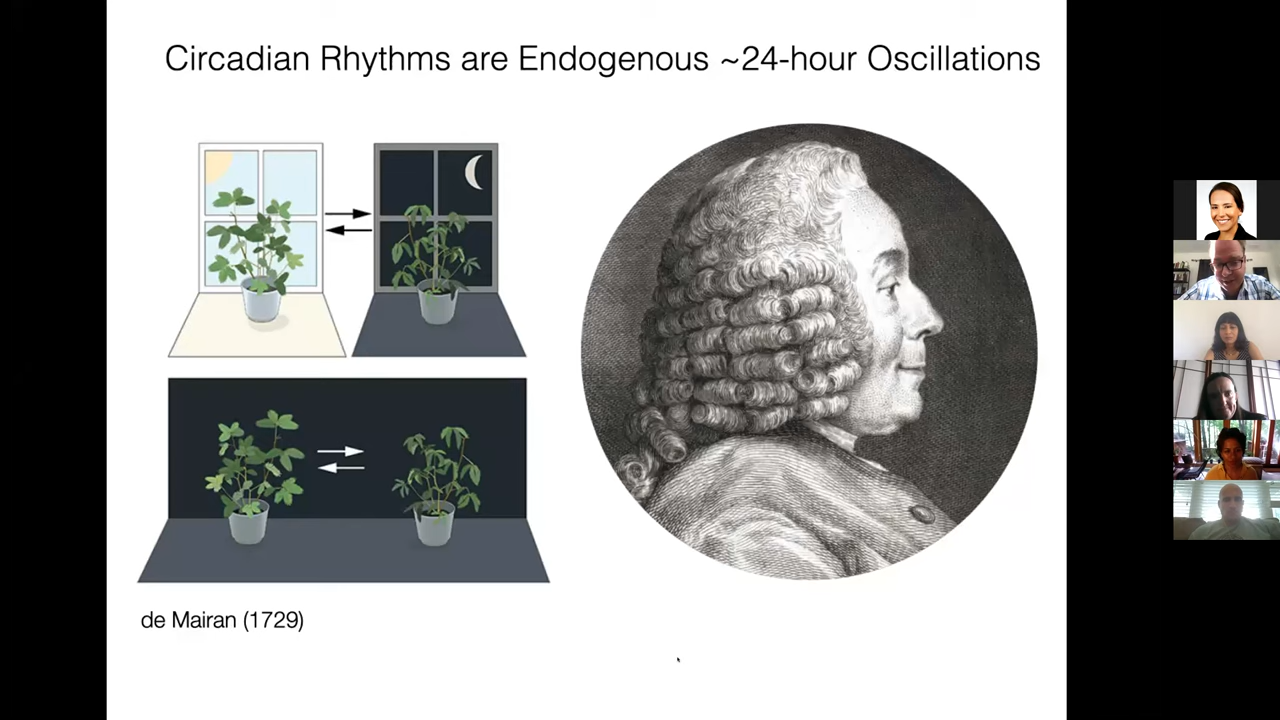 Circadian Rhythms are Endogenous ~24-hour Oscillations
de Mairan (1729)